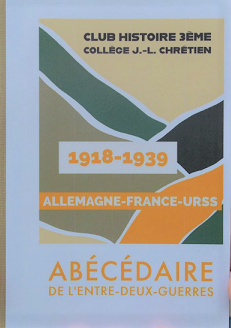 CLUB HISTOIRE 3ÈME
COLLÈGE J.-L. CHRÉTIEN
1918-1939
ALLEMAGNE-FRANCE-URSS
ABÉCÉDAIRE
DE L'ENTRE-DEUX-GUERRES